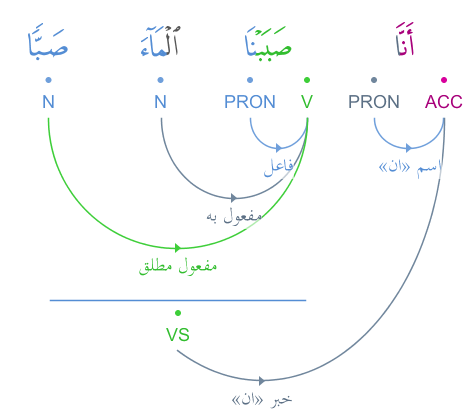 أَنَّا صَبَبْنَا ٱلْمَآءَ صَبًّا
ACC PRON V PRON N N
فاعل اسم «ان»
مفعول به
مفعول مطلق
VS
خبر «ان»